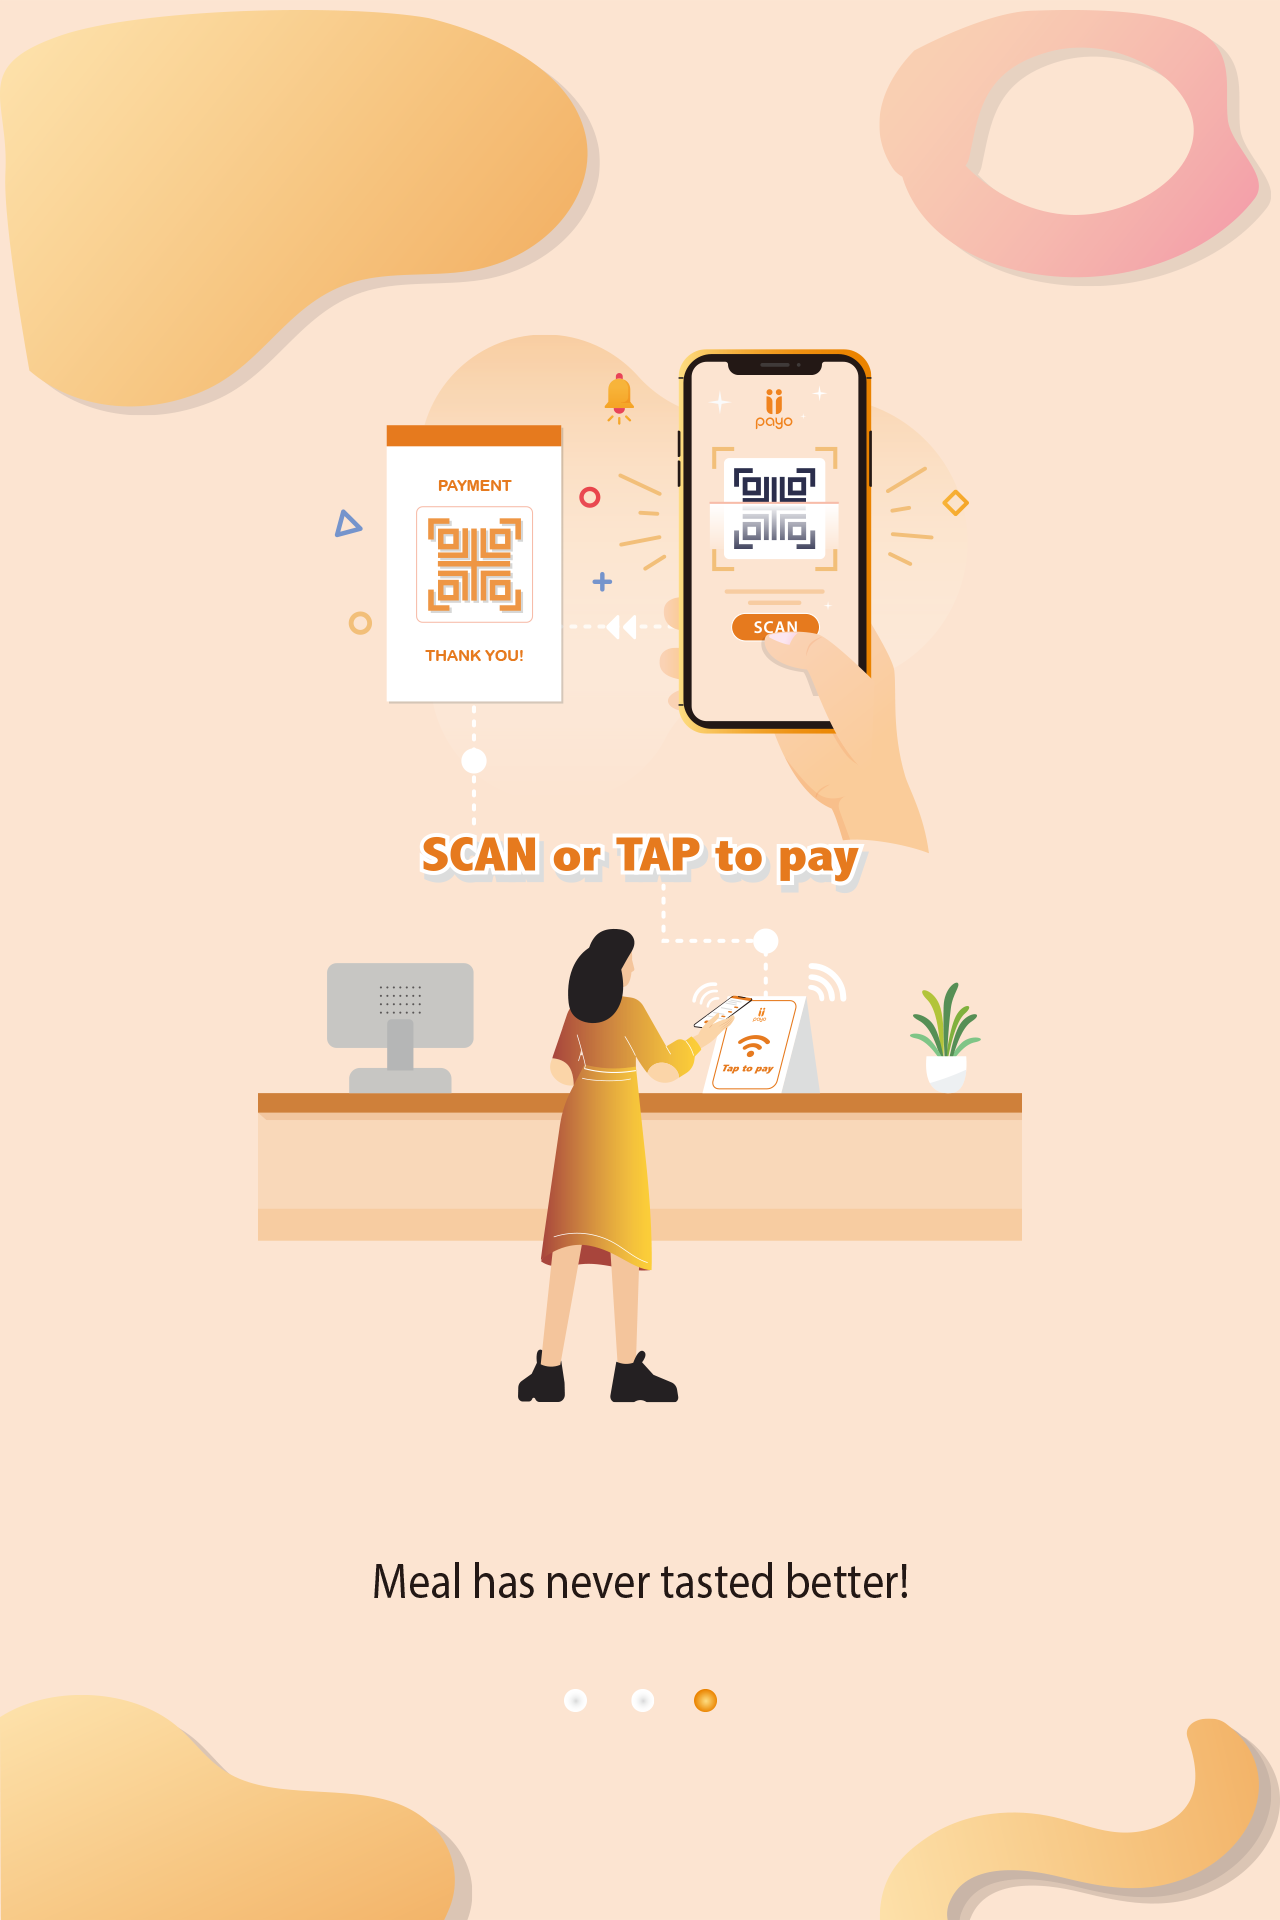 payo
PAYMENT
SCAN
THANK YOU!
SCAN or TAP to pay
payo
Tap to pay
Meal has never tasted better!